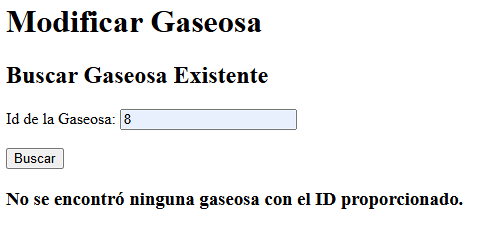 Modificar Gaseosa
Buscar Gaseosa Existente
Id de la Gaseosa: 8
Buscar
No se encontró ninguna gaseosa con el ID proporcionado.